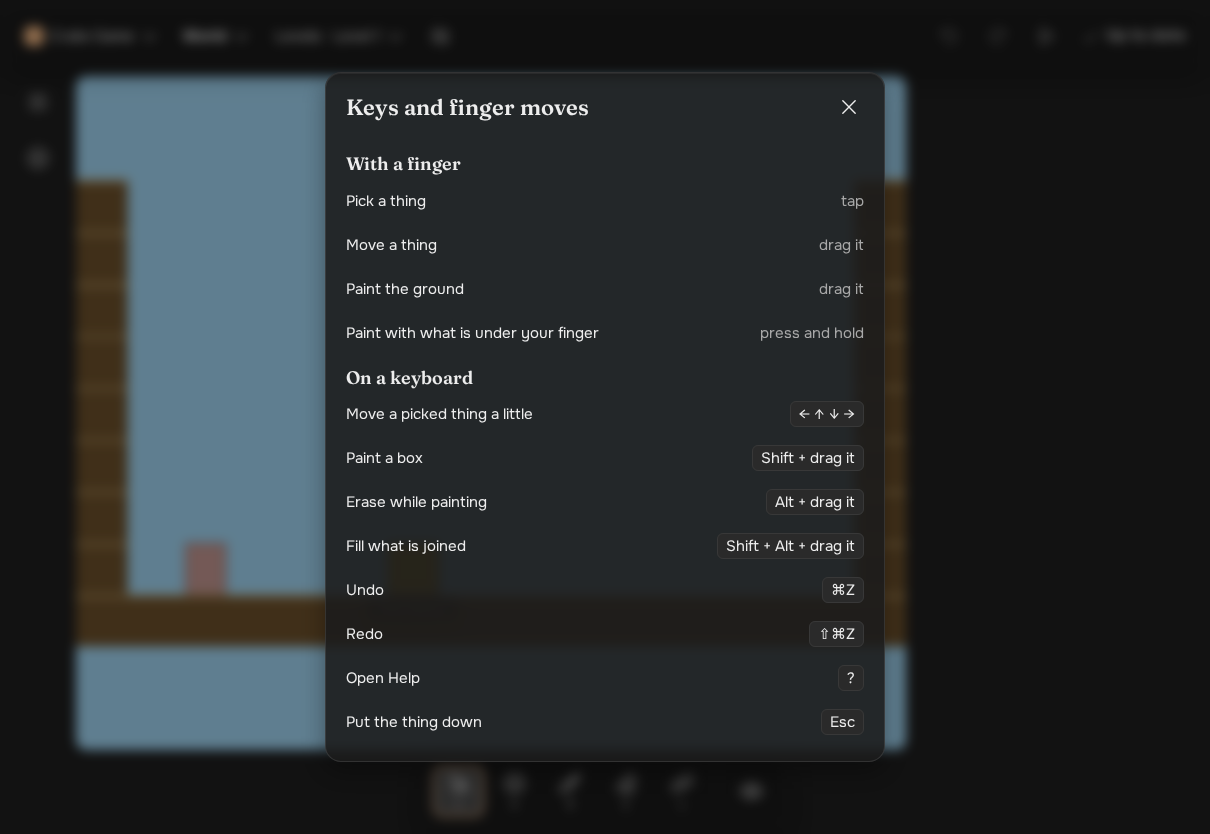 Keys and finger moves
With a finger
Pick a thing tap
Move a thing drag it
Paint the ground drag it
Paint with what is under your finger press and hold
On a keyboard
Move a picked thing a little ← ↑ ↓ →
Paint a box Shift + drag it
Erase while painting Alt + drag it
Fill what is joined Shift + Alt + drag it
Undo ⌘Z
Redo ⇧⌘Z
Open Help ?
Put the thing down Esc